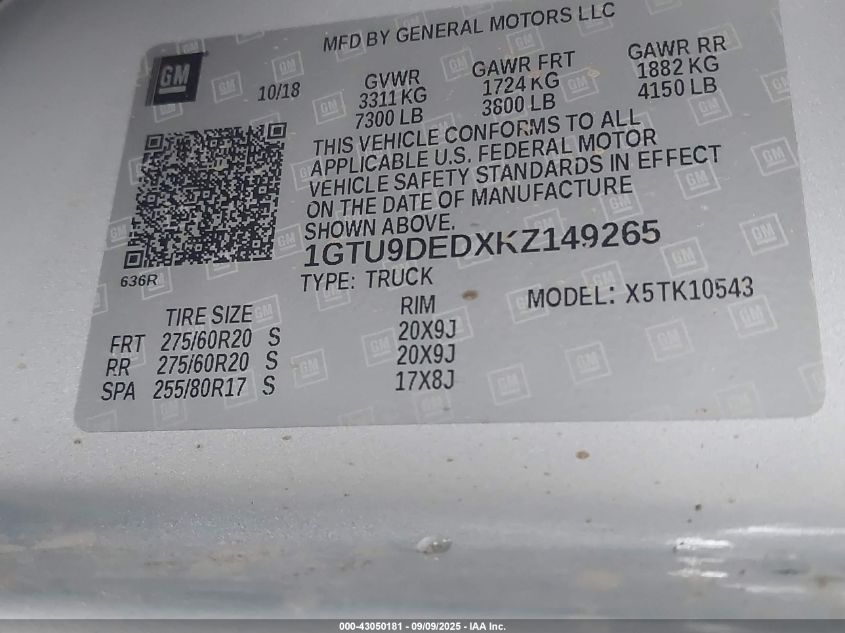 MFD BY GENERAL MOTORS LLC
GM
10/18
GVWR
3311 KG
7300 LB
GAWR FRT
1724 KG
3800 LB
GAWR RR
1882 KG
4150 LB
THIS VEHICLE CONFORMS TO ALL
APPLICABLE U.S. FEDERAL MOTOR
VEHICLE SAFETY STANDARDS IN EFFECT
ON THE DATE OF MANUFACTURE
SHOWN ABOVE.
1GTU9DEDXKZ149265
636R
TYPE: TRUCK
MODEL: X5TK10543
TIRE SIZE RIM
FRT 275/60R20 S 20X9J
RR 275/60R20 S 20X9J
SPA 255/80R17 S 17X8J
000-43050181 - 09/09/2025 - IAA Inc.